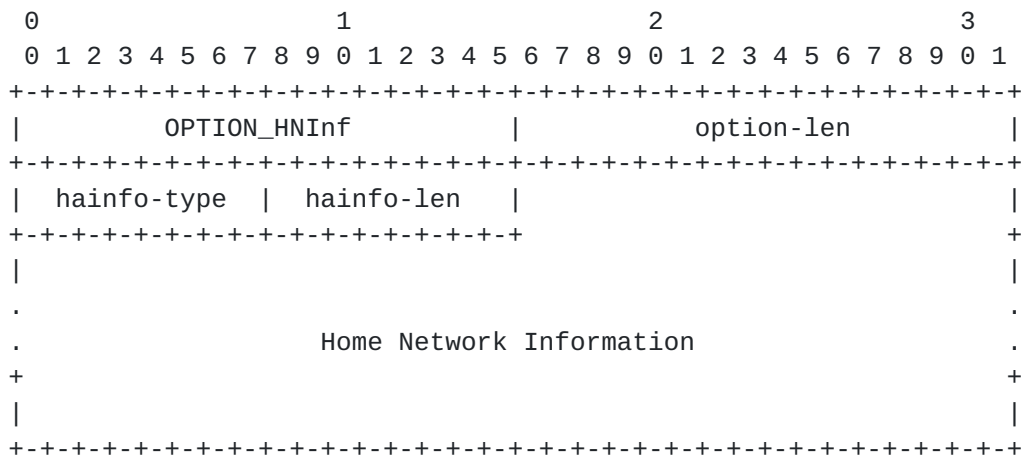 0                   1                   2                   3
 0 1 2 3 4 5 6 7 8 9 0 1 2 3 4 5 6 7 8 9 0 1 2 3 4 5 6 7 8 9 0 1
+-+-+-+-+-+-+-+-+-+-+-+-+-+-+-+-+-+-+-+-+-+-+-+-+-+-+-+-+-+-+-+-+
|         OPTION_HNInf          |           option-len          |
+-+-+-+-+-+-+-+-+-+-+-+-+-+-+-+-+-+-+-+-+-+-+-+-+-+-+-+-+-+-+-+-+
|  hainfo-type  |  hainfo-len   |                               |
+-+-+-+-+-+-+-+-+-+-+-+-+-+-+-+-+                               +
|                                                               |
.                                                               .
.                   Home Network Information                    .
+                                                               +
|                                                               |
+-+-+-+-+-+-+-+-+-+-+-+-+-+-+-+-+-+-+-+-+-+-+-+-+-+-+-+-+-+-+-+-+